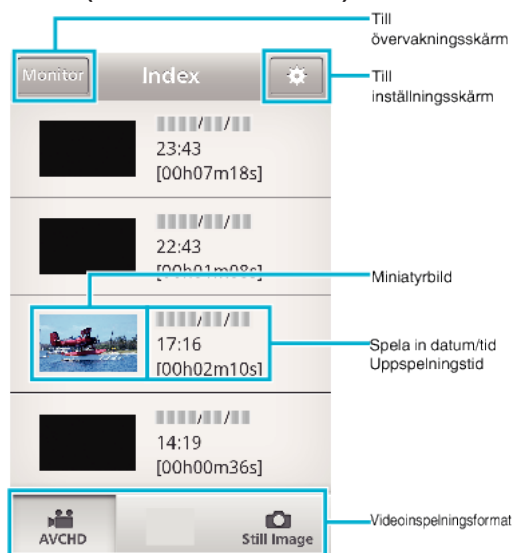 Till
övervakningsskärm
Monitor
Index
Till
inställningsskärm
23:43
[00h07m18s]
22:43
[00h01m08s]
Miniatyrbild
17:16
[00h02m10s]
Spela in datum/tid
Uppspelningstid
14:19
[00h00m36s]
AVCHD
Still Image
Videoinspelningsformat